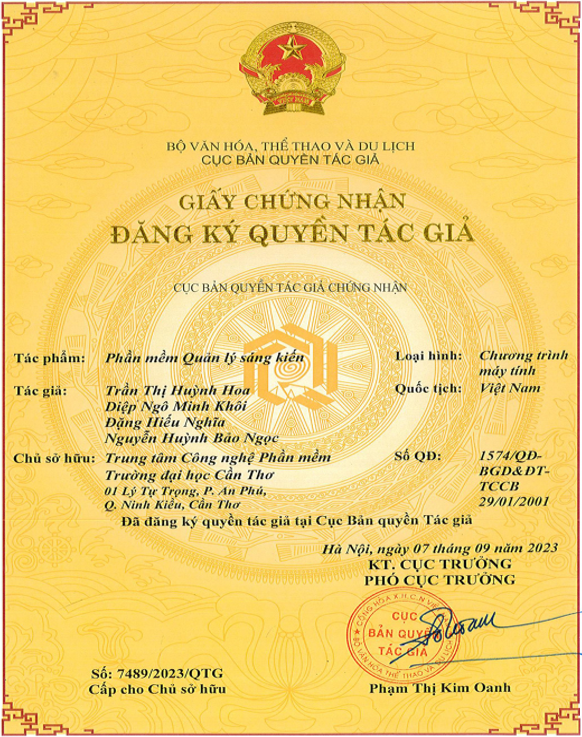 BỘ VĂN HÓA, THỂ THAO VÀ DU LỊCH
CỤC BẢN QUYỀN TÁC GIẢ
GIẤY CHỨNG NHẬN
ĐĂNG KÝ QUYỀN TÁC GIẢ
CỤC BẢN QUYỀN TÁC GIẢ CHỨNG NHẬN
Tác phẩm: Phần mềm Quản lý sáng kiến
Loại hình: Chương trình
máy tính
Tác giả: Trần Thị Huỳnh Hoa
Quốc tịch: Việt Nam
Diệp Ngô Minh Khôi
Đặng Hiếu Nghĩa
Nguyễn Huỳnh Bảo Ngọc
Chủ sở hữu: Trung tâm Công nghệ Phần mềm
Trường đại học Cần Thơ
01 Lý Tự Trọng, P. An Phú,
Q. Ninh Kiều, Cần Thơ
Số QĐ: 1574/QĐ-
BGD&ĐT-
TCCB
29/01/2001
Đã đăng ký quyền tác giả tại Cục Bản quyền Tác giả
Hà Nội, ngày 07 tháng 09 năm 2023
KT. CỤC TRƯỞNG
PHÓ CỤC TRƯỞNG
CỤC
BẢN QUYỀN
TÁC GIẢ
Số: 7489/2023/QTG
Cấp cho Chủ sở hữu
Phạm Thị Kim Oanh